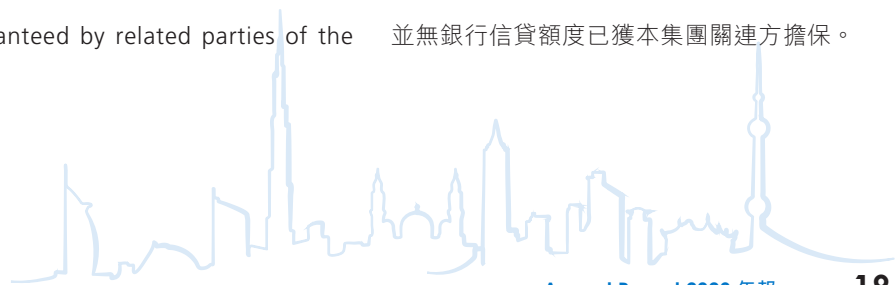 anteed by related parties of the
並無銀行信貸額度已獲本集團關連方擔保。